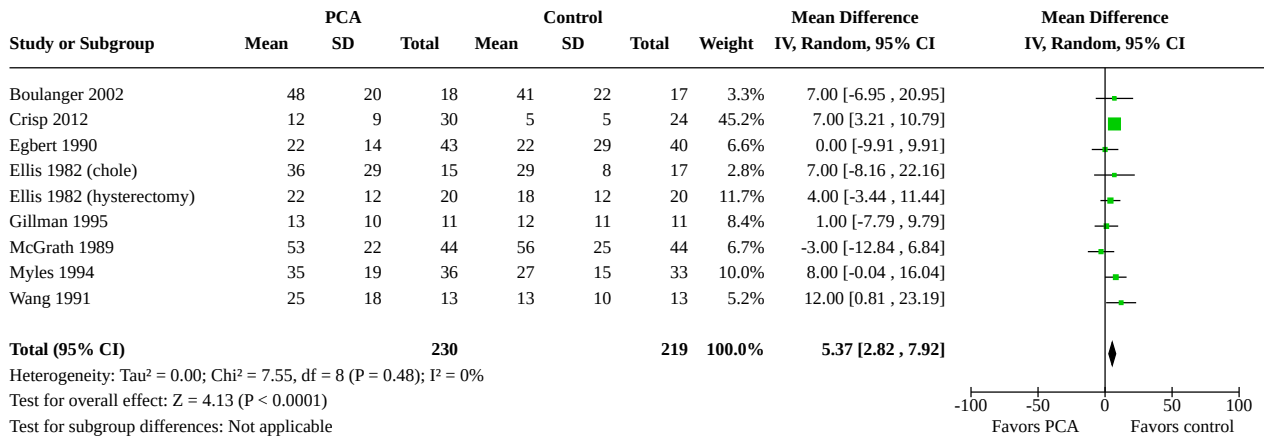 PCA Control Mean Difference Mean Difference
Study or Subgroup Mean SD Total Mean SD Total Weight IV, Random, 95% CI IV, Random, 95% CI
Boulanger 2002 48 20 18 41 22 17 3.3% 7.00 [-6.95 , 20.95]
Crisp 2012 12 9 30 5 5 24 45.2% 7.00 [3.21 , 10.79]
Egbert 1990 22 14 43 22 29 40 6.6% 0.00 [-9.91 , 9.91]
Ellis 1982 (chole) 36 29 15 29 8 17 2.8% 7.00 [-8.16 , 22.16]
Ellis 1982 (hysterectomy) 22 12 20 18 12 20 11.7% 4.00 [-3.44 , 11.44]
Gillman 1995 13 10 11 12 11 11 8.4% 1.00 [-7.79 , 9.79]
McGrath 1989 53 22 44 56 25 44 6.7% -3.00 [-12.84 , 6.84]
Myles 1994 35 19 36 27 15 33 10.0% 8.00 [-0.04 , 16.04]
Wang 1991 25 18 13 13 10 13 5.2% 12.00 [0.81 , 23.19]
Total (95% CI) 230 219 100.0% 5.37 [2.82 , 7.92]
Heterogeneity: Tau² = 0.00; Chi² = 7.55, df = 8 (P = 0.48); I² = 0%
Test for overall effect: Z = 4.13 (P < 0.0001)
Test for subgroup differences: Not applicable
-100 -50 0 50 100
Favors PCA Favors control